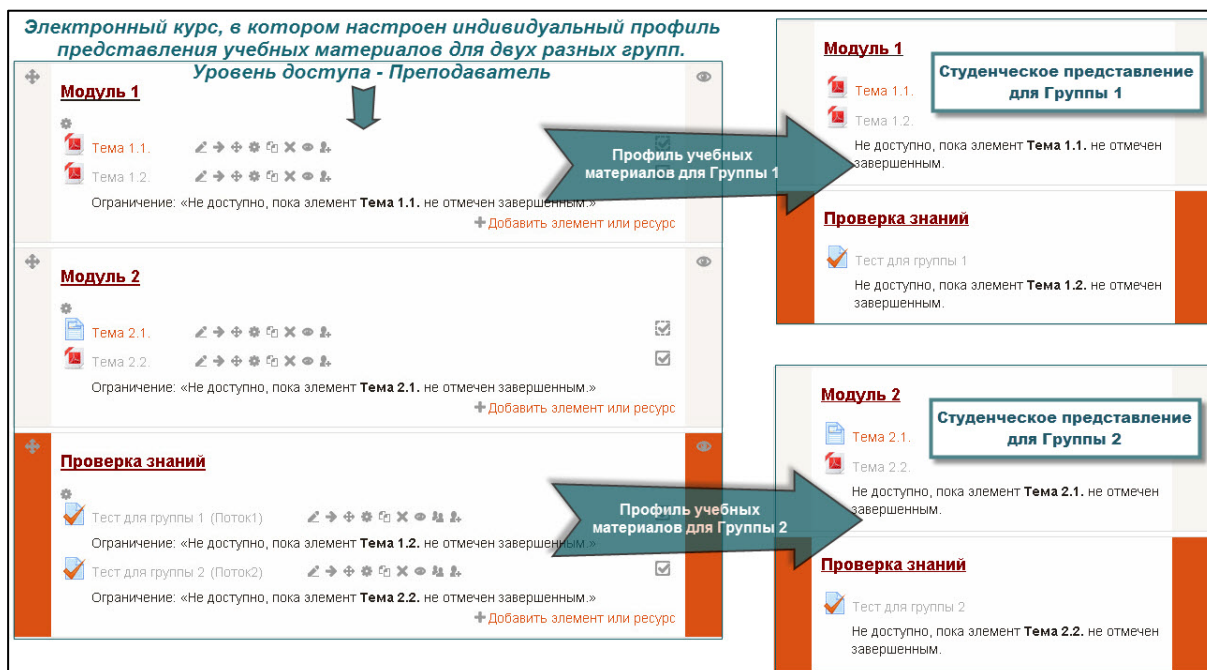 Электронный курс, в котором настроен индивидуальный профиль
представления учебных материалов для двух разных групп.
Уровень доступа - Преподаватель
Модуль 1
Тема 1.1.
Тема 1.2.
Ограничение: «Не доступно, пока элемент Тема 1.1. не отмечен завершенным.»
Добавить элемент или ресурс
Модуль 2
Тема 2.1.
Тема 2.2.
Ограничение: «Не доступно, пока элемент Тема 2.1. не отмечен завершенным.»
Добавить элемент или ресурс
Проверка знаний
Тест для группы 1 (Поток1)
Ограничение: «Не доступно, пока элемент Тема 1.2. не отмечен завершенным.»
Тест для группы 2 (Поток2)
Ограничение: «Не доступно, пока элемент Тема 2.2. не отмечен завершенным.»
Добавить элемент или ресурс
Профиль учебных
материалов для Группы 1
Профиль учебных
материалов для Группы 2
Модуль 1
Студенческое представление
для Группы 1
Тема 1.1.
Тема 1.2.
Не доступно, пока элемент Тема 1.1. не отмечен
завершенным.
Проверка знаний
Тест для группы 1
Не доступно, пока элемент Тема 1.2. не отмечен
завершенным.
Модуль 2
Студенческое представление
для Группы 2
Тема 2.1.
Тема 2.2.
Не доступно, пока элемент Тема 2.1. не отмечен
завершенным.
Проверка знаний
Тест для группы 2
Не доступно, пока элемент Тема 2.2. не отмечен
завершенным.